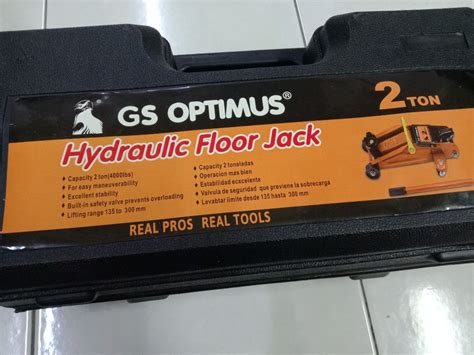 GS OPTIMUS®
2 TON
Hydraulic Floor Jack
• Capacity 2 ton(4000lbs)
• For easy maneuverability
• Excellent stability
• Built-in safety valve prevents overloading
• Lifting range 135 to 300 mm
• Capacity 2 toneladas
• Operacion mas bien
• Estabilidad ecxcelente
• Valvula de seguridad que previene la sobrecarga
• Levabtar limite desde 135 hasta 300 mm
REAL PROS REAL TOOLS